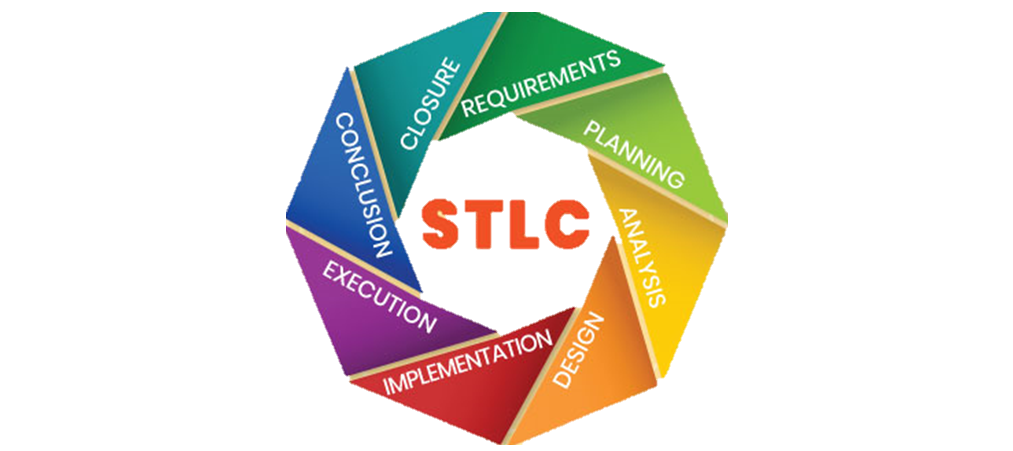 STLC
REQUIREMENTS
PLANNING
ANALYSIS
DESIGN
IMPLEMENTATION
EXECUTION
CONCLUSION
CLOSURE